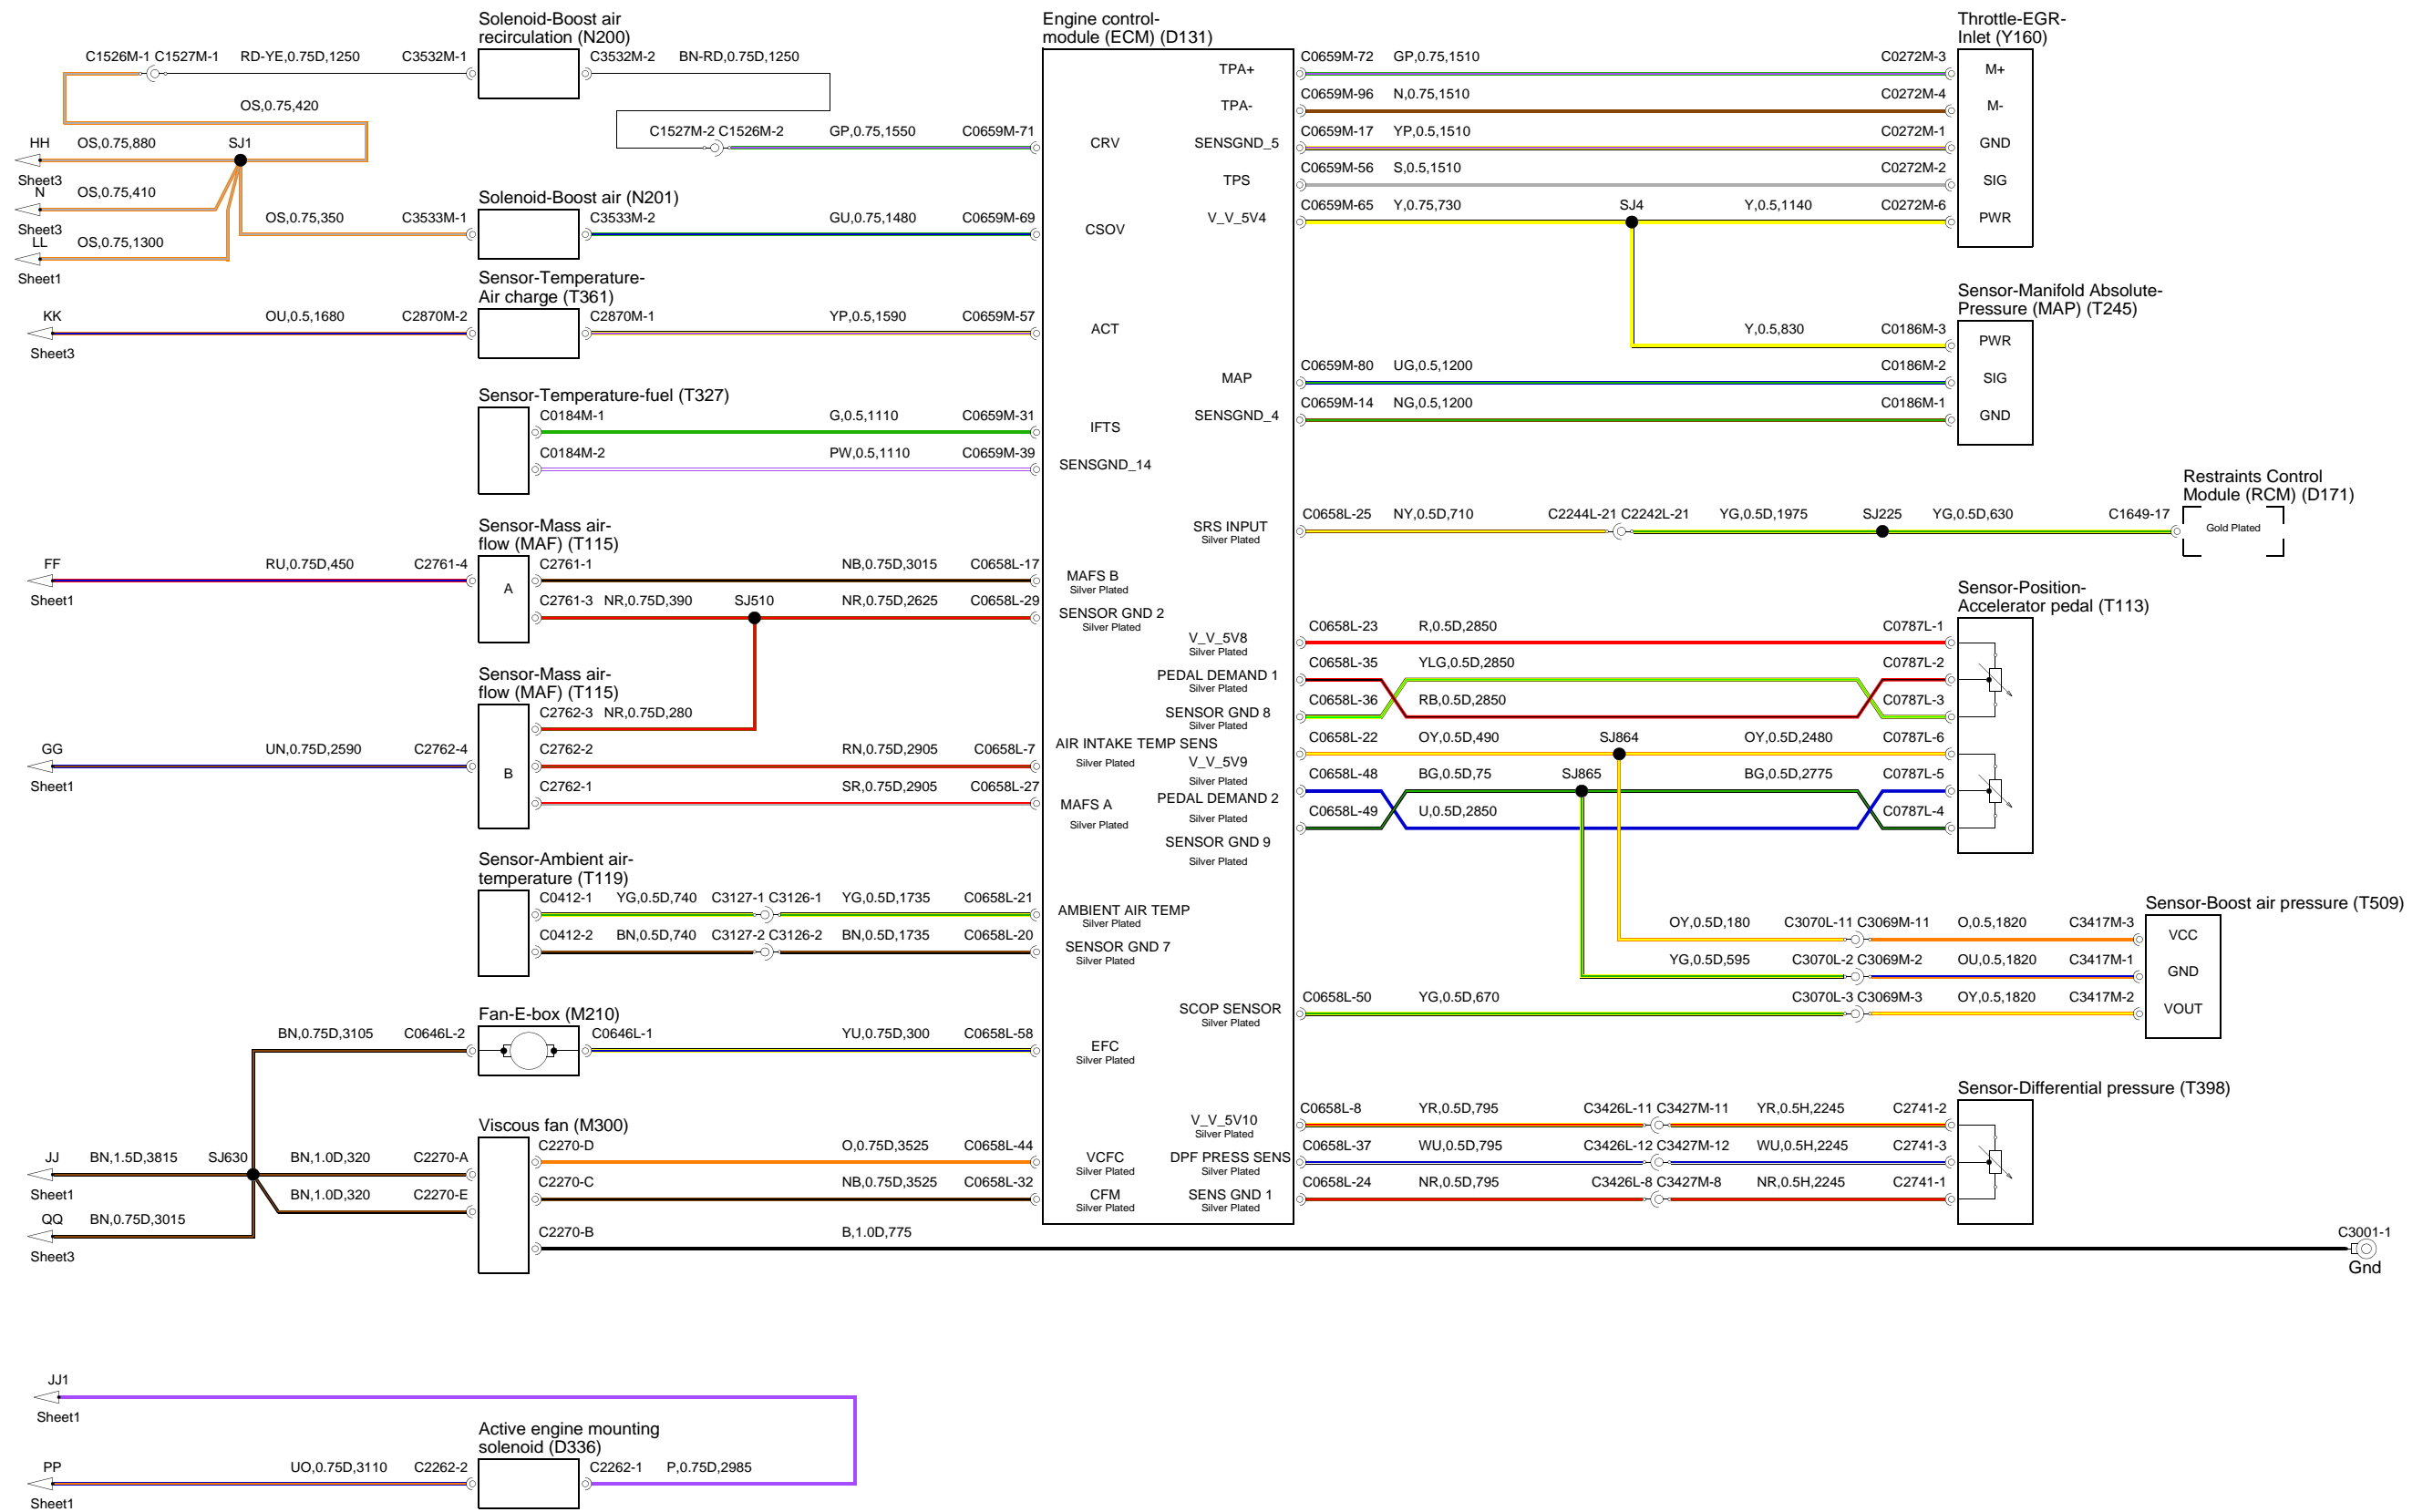 Solenoid-Boost air
recirculation (N200)
C1526M-1 C1527M-1 RD-YE,0.75D,1250 C3532M-1
C3532M-2 BN-RD,0.75D,1250
OS,0.75,420
C1527M-2 C1526M-2 GP,0.75,1550 C0659M-71
HH OS,0.75,880 SJ1
Sheet3
N OS,0.75,410
Sheet3
LL OS,0.75,1300
Sheet1
Solenoid-Boost air (N201)
OS,0.75,350 C3533M-1
C3533M-2 GU,0.75,1480 C0659M-69
Sensor-Temperature-
Air charge (T361)
KK OU,0.5,1680 C2870M-2
Sheet3
C2870M-1 YP,0.5,1590 C0659M-57
Sensor-Temperature-fuel (T327)
C0184M-1 G,0.5,1110 C0659M-31
C0184M-2 PW,0.5,1110 C0659M-39
Sensor-Mass air-
flow (MAF) (T115)
FF RU,0.75D,450 C2761-4
Sheet1
A
C2761-1 NB,0.75D,3015 C0658L-17
C2761-3 NR,0.75D,390 SJ510 NR,0.75D,2625 C0658L-29
Sensor-Mass air-
flow (MAF) (T115)
C2762-3 NR,0.75D,280
GG UN,0.75D,2590 C2762-4
Sheet1
B
C2762-2 RN,0.75D,2905 C0658L-7
C2762-1 SR,0.75D,2905 C0658L-27
Sensor-Ambient air-
temperature (T119)
C0412-1 YG,0.5D,740 C3127-1 C3126-1 YG,0.5D,1735 C0658L-21
C0412-2 BN,0.5D,740 C3127-2 C3126-2 BN,0.5D,1735 C0658L-20
Fan-E-box (M210)
BN,0.75D,3105 C0646L-2
C0646L-1 YU,0.75D,300 C0658L-58
Viscous fan (M300)
C2270-D O,0.75D,3525 C0658L-44
JJ BN,1.5D,3815 SJ630 BN,1.0D,320 C2270-A
Sheet1
BN,1.0D,320 C2270-E
C2270-C NB,0.75D,3525 C0658L-32
QQ BN,0.75D,3015
Sheet3
C2270-B B,1.0D,775
C3001-1
Gnd
JJ1
Sheet1
Active engine mounting
solenoid (D336)
PP UO,0.75D,3110 C2262-2
Sheet1
C2262-1 P,0.75D,2985
Engine control-
module (ECM) (D131)
TPA+
TPA-
CRV
SENSGND_5
TPS
V_V_5V4
CSOV
ACT
MAP
SENSGND_4
IFTS
SENSGND_14
SRS INPUT
Silver Plated
MAFS B
Silver Plated
SENSOR GND 2
Silver Plated
V_V_5V8
Silver Plated
PEDAL DEMAND 1
Silver Plated
SENSOR GND 8
Silver Plated
AIR INTAKE TEMP SENS
Silver Plated
V_V_5V9
Silver Plated
PEDAL DEMAND 2
Silver Plated
MAFS A
Silver Plated
SENSOR GND 9
Silver Plated
AMBIENT AIR TEMP
Silver Plated
SENSOR GND 7
Silver Plated
SCOP SENSOR
Silver Plated
EFC
Silver Plated
V_V_5V10
Silver Plated
VCFC
Silver Plated
DPF PRESS SENS
Silver Plated
CFM
Silver Plated
SENS GND 1
Silver Plated
Throttle-EGR-
Inlet (Y160)
C0659M-72 GP,0.75,1510 C0272M-3 M+
C0659M-96 N,0.75,1510 C0272M-4 M-
C0659M-17 YP,0.5,1510 C0272M-1 GND
C0659M-56 S,0.5,1510 C0272M-2 SIG
C0659M-65 Y,0.75,730 SJ4 Y,0.5,1140 C0272M-6 PWR
Sensor-Manifold Absolute-
Pressure (MAP) (T245)
Y,0.5,830 C0186M-3 PWR
C0659M-80 UG,0.5,1200 C0186M-2 SIG
C0659M-14 NG,0.5,1200 C0186M-1 GND
Restraints Control
Module (RCM) (D171)
C0658L-25 NY,0.5D,710 C2244L-21 C2242L-21 YG,0.5D,1975 SJ225 YG,0.5D,630 C1649-17
Gold Plated
Sensor-Position-
Accelerator pedal (T113)
C0658L-23 R,0.5D,2850 C0787L-1
C0658L-35 YLG,0.5D,2850 C0787L-2
C0658L-36 RB,0.5D,2850 C0787L-3
C0658L-22 OY,0.5D,490 SJ864 OY,0.5D,2480 C0787L-6
C0658L-48 BG,0.5D,75 SJ865 BG,0.5D,2775 C0787L-5
C0658L-49 U,0.5D,2850 C0787L-4
Sensor-Boost air pressure (T509)
OY,0.5D,180 C3070L-11 C3069M-11 O,0.5,1820 C3417M-3 VCC
YG,0.5D,595 C3070L-2 C3069M-2 OU,0.5,1820 C3417M-1 GND
C0658L-50 YG,0.5D,670 C3070L-3 C3069M-3 OY,0.5,1820 C3417M-2 VOUT
Sensor-Differential pressure (T398)
C0658L-8 YR,0.5D,795 C3426L-11 C3427M-11 YR,0.5H,2245 C2741-2
C0658L-37 WU,0.5D,795 C3426L-12 C3427M-12 WU,0.5H,2245 C2741-3
C0658L-24 NR,0.5D,795 C3426L-8 C3427M-8 NR,0.5H,2245 C2741-1